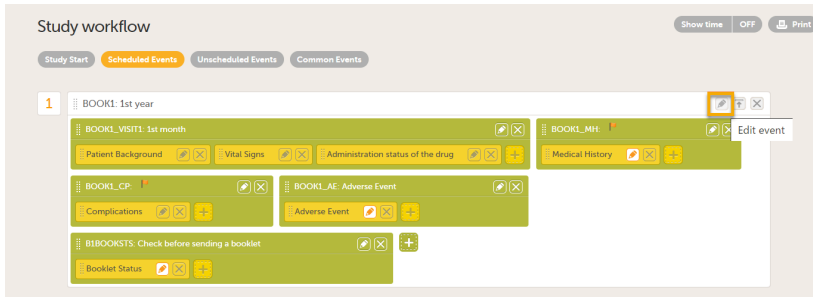 Study workflow
Show time OFF Print
Study Start Scheduled Events Unscheduled Events Common Events
1 BOOK1: 1st year
Edit event
BOOK1_VISIT1: 1st month
BOOK1_MH:
Patient Background Vital Signs Administration status of the drug
Medical History
BOOK1_CP:
BOOK1_AE: Adverse Event
Complications
Adverse Event
B1BOOKSTS: Check before sending a booklet
Booklet Status